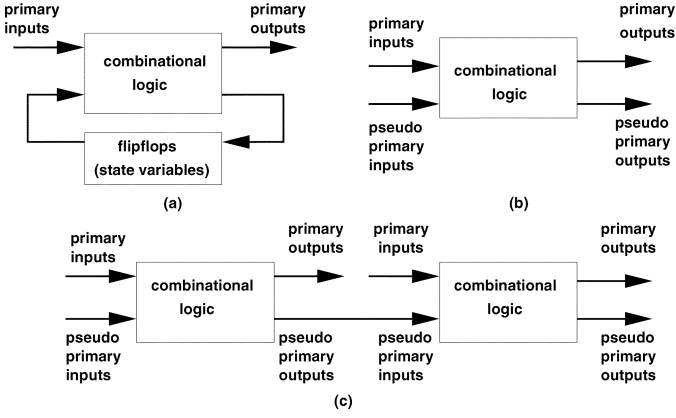 primary
inputs
primary
outputs
combinational
logic
flipflops
(state variables)
(a)
primary
inputs
primary
outputs
combinational
logic
pseudo
primary
inputs
pseudo
primary
outputs
(b)
primary
inputs
primary
outputs
primary
inputs
primary
outputs
combinational
logic
combinational
logic
pseudo
primary
inputs
pseudo
primary
outputs
pseudo
primary
inputs
pseudo
primary
outputs
(c)